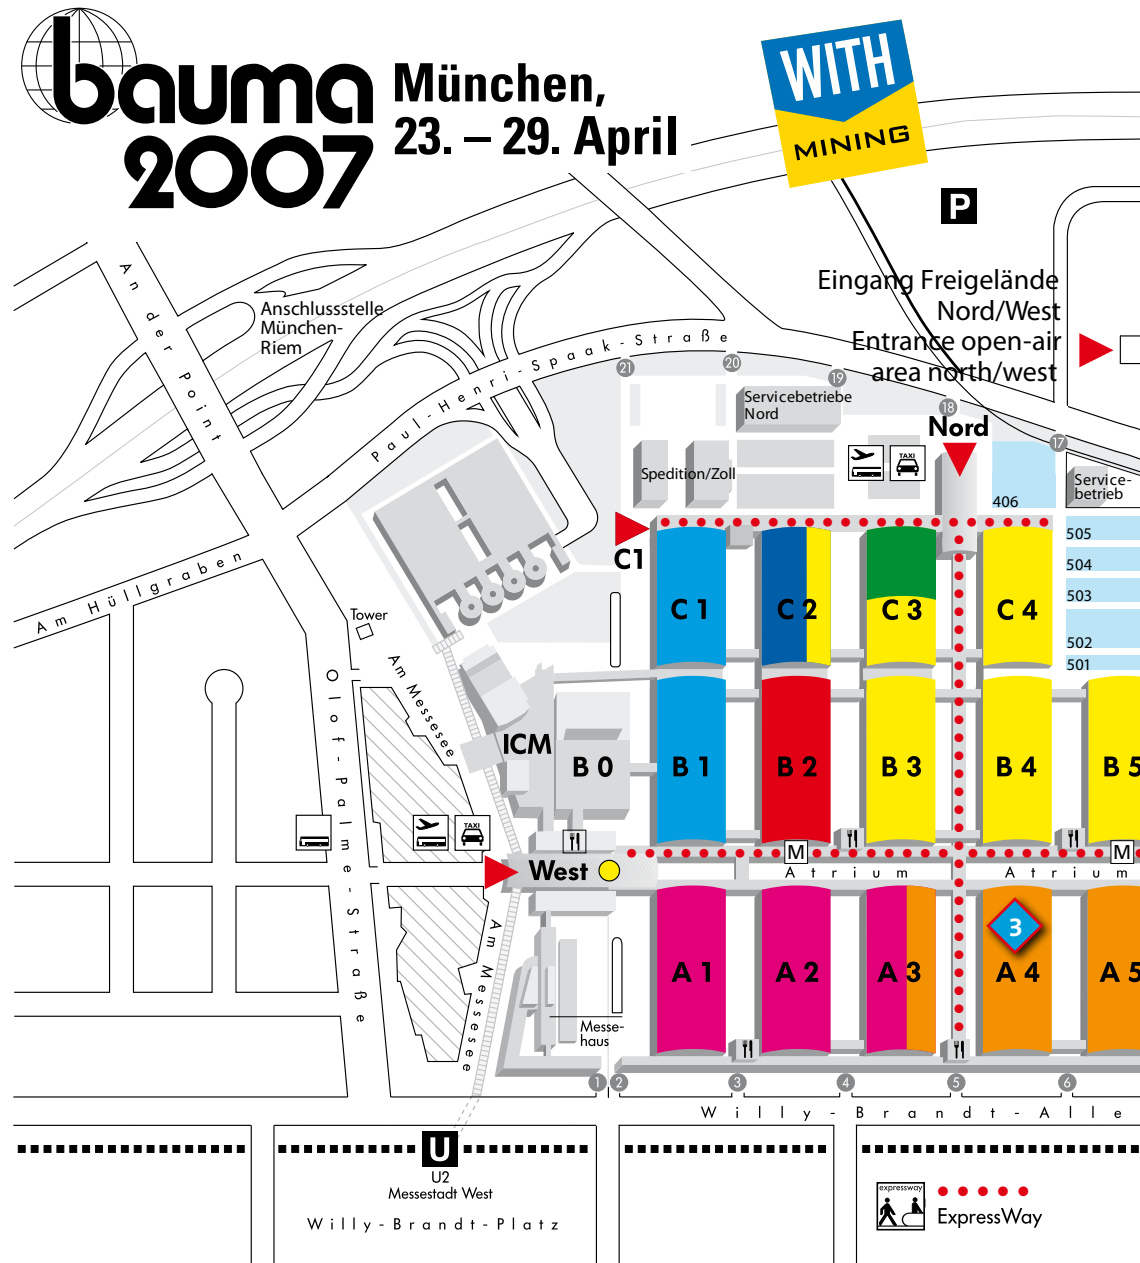 bauma
2007
München,
23. – 29. April
WITH
MINING
P
Eingang Freigelände
Nord/West
Entrance open-air
area north/west
An der Point
Anschlussstelle
München-
Riem
Paul-Henri-Spaak-Straße
21
20
19
18
17
Servicebetriebe
Nord
Nord
TAXI
Spedition/Zoll
406
Service-
betrieb
C1
505
504
503
502
501
Am Hüllgraben
Tower
Am Messesee
Olof-Palme-Straße
C 1
C 2
C 3
C 4
ICM
B 0
B 1
B 2
B 3
B 4
B 5
TAXI
West
M
M
Atrium
Atrium
3
A 1
A 2
A 3
A 4
A 5
Am Messesee
Messe-
haus
1
2
3
4
5
6
Willy-Brandt-Alle
U
U2
Messestadt West
Willy-Brandt-Platz
expressway
ExpressWay